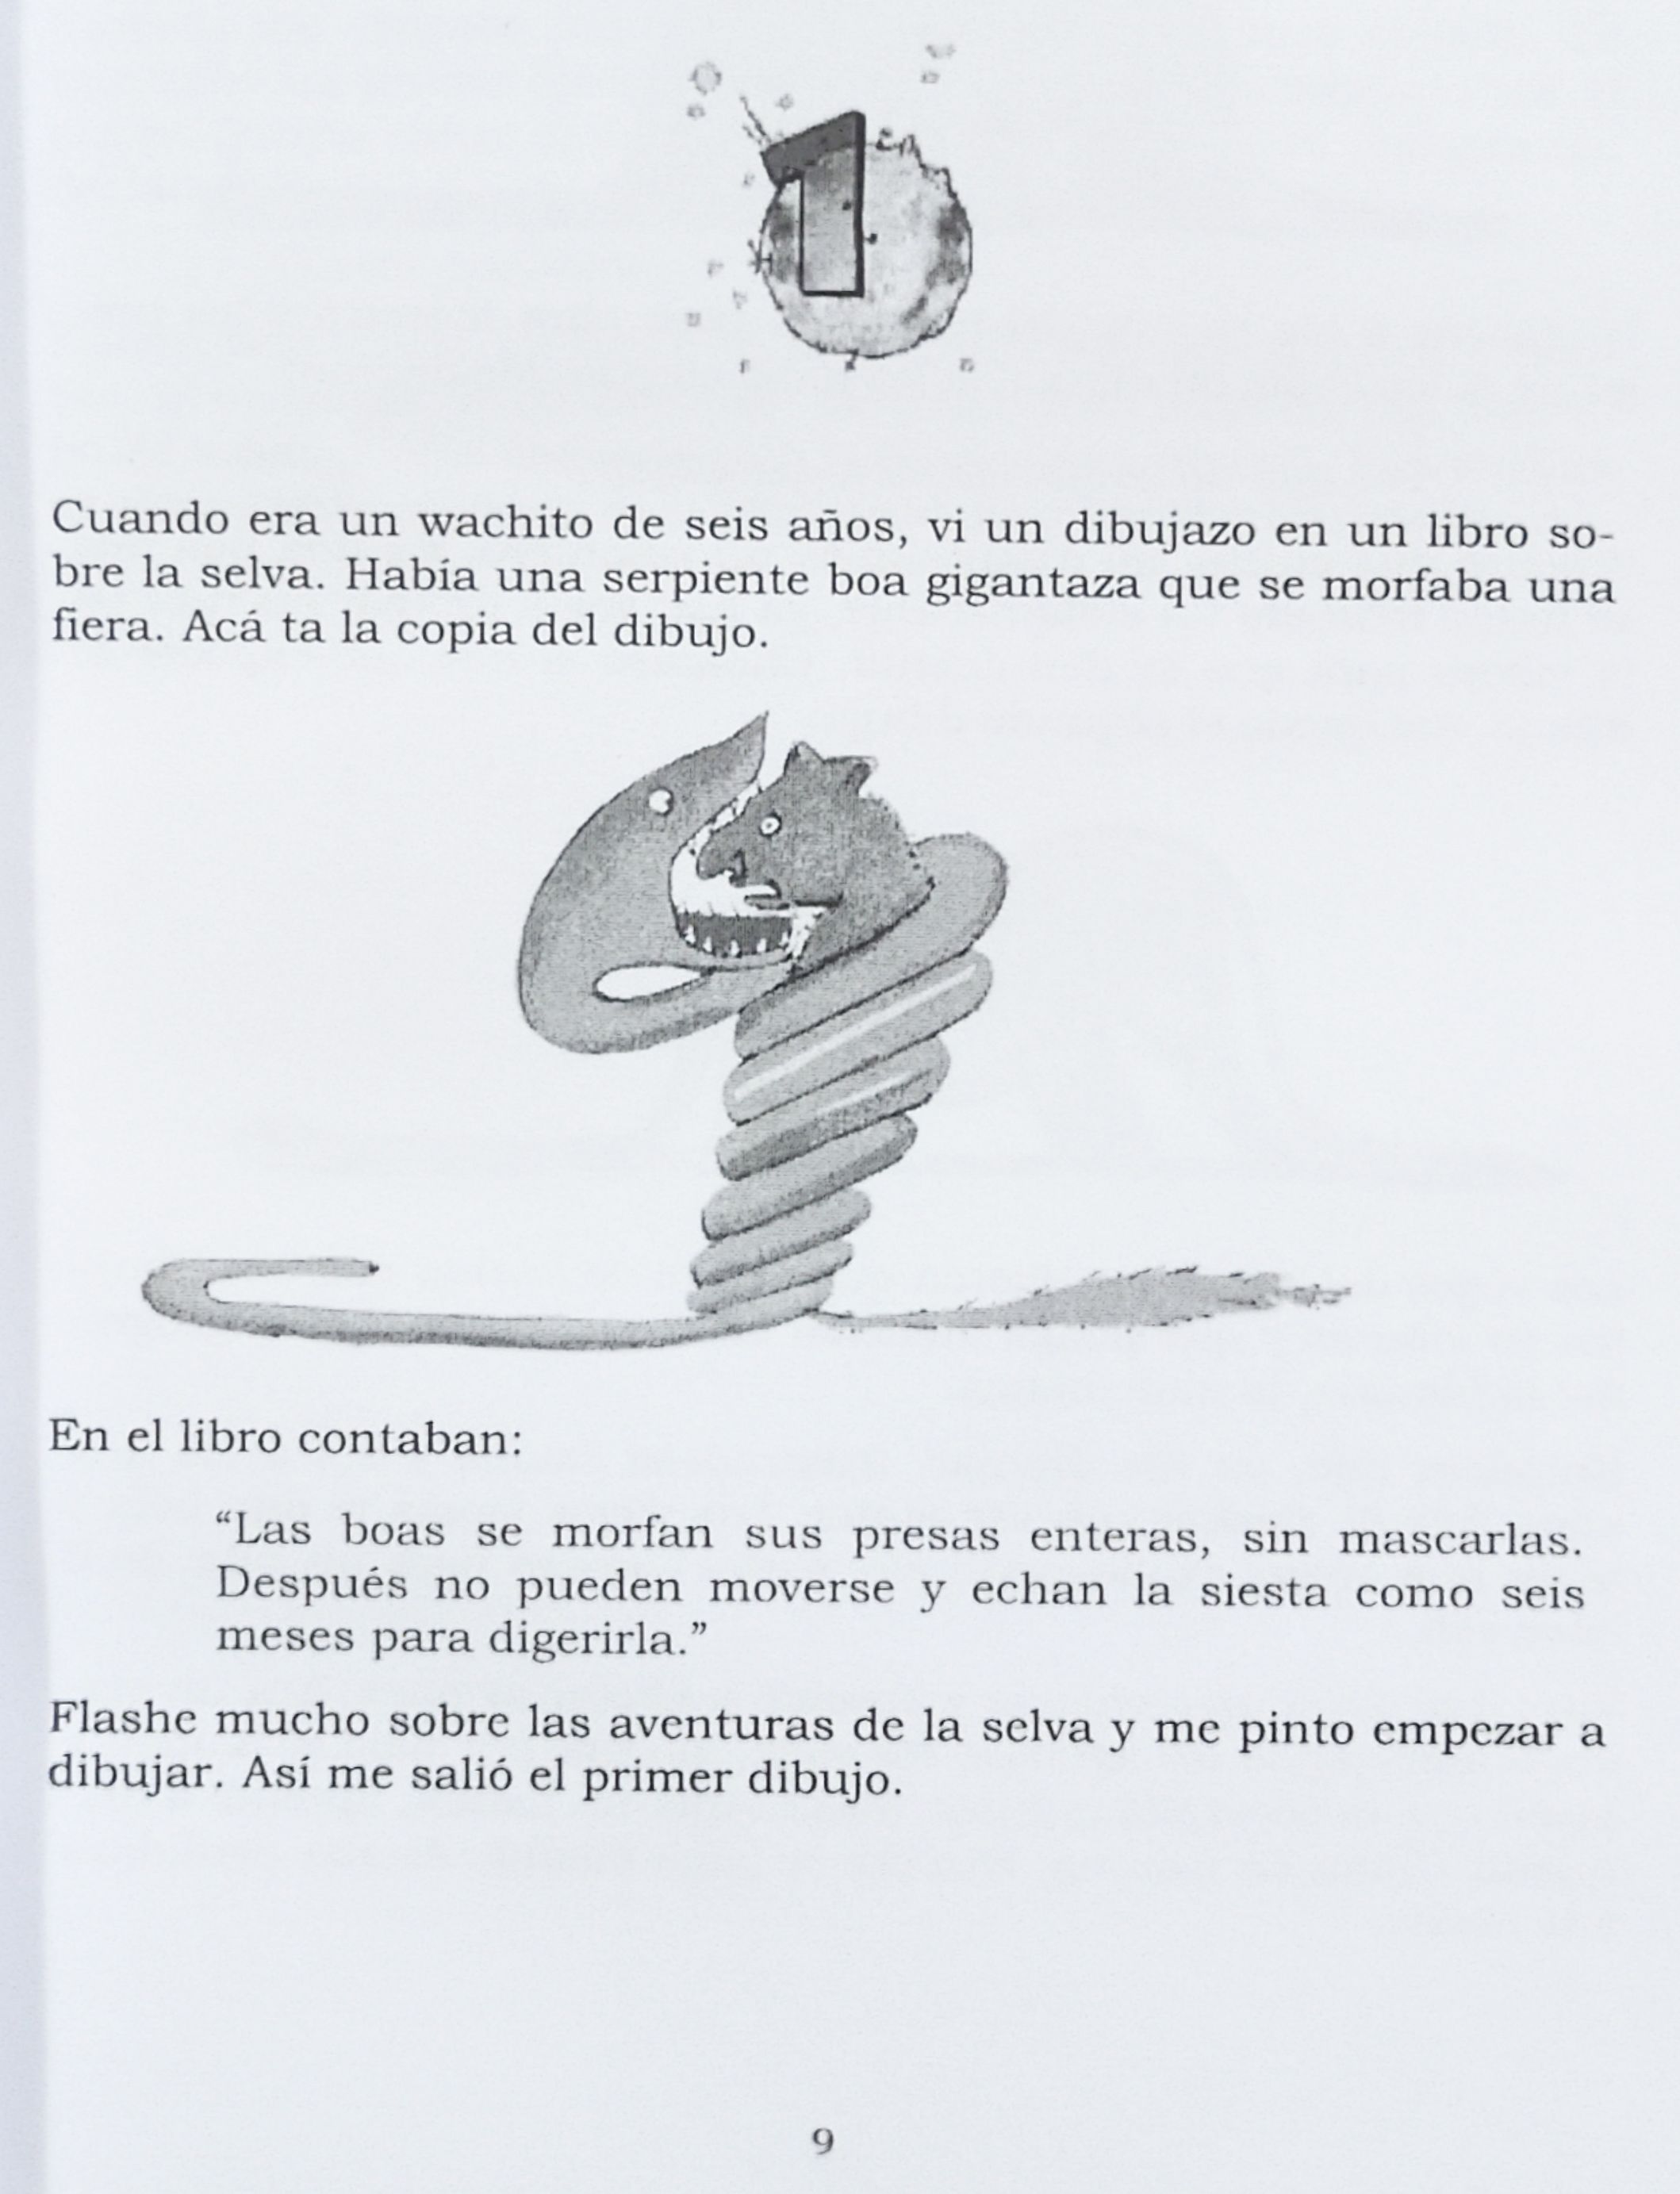 1
Cuando era un wachito de seis años, vi un dibujazo en un libro so-
bre la selva. Había una serpiente boa gigantaza que se morfaba una
fiera. Acá ta la copia del dibujo.
En el libro contaban:
“Las boas se morfan sus presas enteras, sin mascarlas.
Después no pueden moverse y echan la siesta como seis
meses para digerirla.”
Flashe mucho sobre las aventuras de la selva y me pinto empezar a
dibujar. Así me salió el primer dibujo.
9